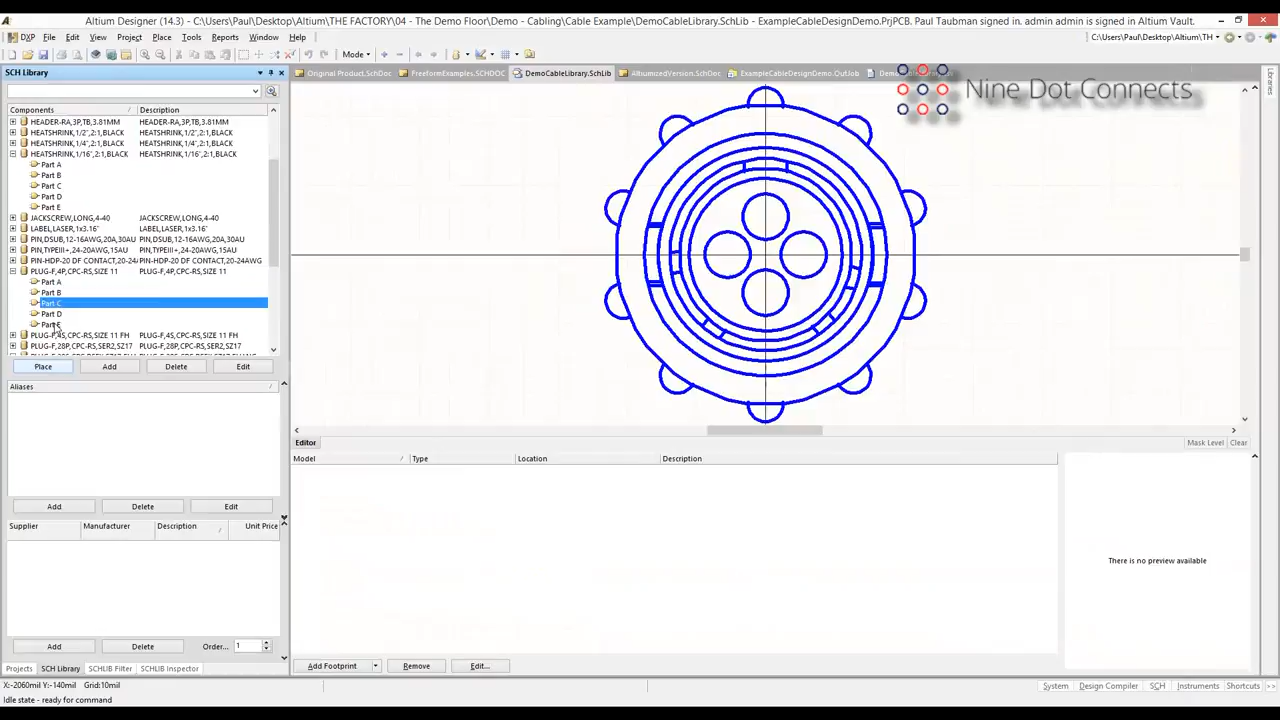 Altium Designer (14.3) - C:\Users\Paul\Desktop\Altium\THE FACTORY\04 - The Demo Floor\Demo - Cabling\Cable Example\DemoCableLibrary.SchLib - ExampleCableDesignDemo.PrjPCB. Paul Taubman signed in. admin admin is signed in Altium Vault.
DXP File Edit View Project Place Tools Reports Window Help C:\Users\Paul\Desktop\Altium\TH
Mode
SCH Library Original Product.SchDoc FreeformExamples.SCHDOC DemoCableLibrary.SchLib AltiumizedVersion.SchDoc ExampleCableDesignDemo.OutJob
Nine Dot Connects
Libraries
Components Description
HEADER-RA,3P,TB,3.81MM HEADER-RA,3P,TB,3.81MM
HEATSHRINK,1/2",2:1,BLACK HEATSHRINK,1/2",2:1,BLACK
HEATSHRINK,1/4",2:1,BLACK HEATSHRINK,1/4",2:1,BLACK
HEATSHRINK,1/16",2:1,BLACK HEATSHRINK,1/16",2:1,BLACK
Part A
Part B
Part C
Part D
Part E
JACKSCREW,LONG,4-40 JACKSCREW,LONG,4-40
LABEL,LASER,1x3.16" LABEL,LASER,1x3.16"
PIN,DSUB,12-16AWG,20A,30AU PIN,DSUB,12-16AWG,20A,30AU
PIN,TYPEIII+,24-20AWG,15AU PIN,TYPEIII+,24-20AWG,15AU
PIN-HDP-20 DF CONTACT,20-24 PIN-HDP-20 DF CONTACT,20-24A
PLUG-F,4P,CPC-RS,SIZE 11 PLUG-F,4P,CPC-RS,SIZE 11
Part A
Part B
Part C
Part D
Part E
PLUG-F,4S,CPC-RS,SIZE 11 FH PLUG-F,4S,CPC-RS,SIZE 11 FH
PLUG-F,28P,CPC-RS,SER2,SZ17 PLUG-F,28P,CPC-RS,SER2,SZ17
Place Add Delete Edit
Aliases
Add Delete Edit
Supplier Manufacturer Description Unit Price
Add Delete Order... 1
Editor Mask Level Clear
Model Type Location Description
There is no preview available
Add Footprint Remove Edit...
Projects SCH Library SCHLIB Filter SCHLIB Inspector
X:-2060mil Y:-140mil Grid:10mil System Design Compiler SCH Instruments Shortcuts >>
Idle state - ready for command